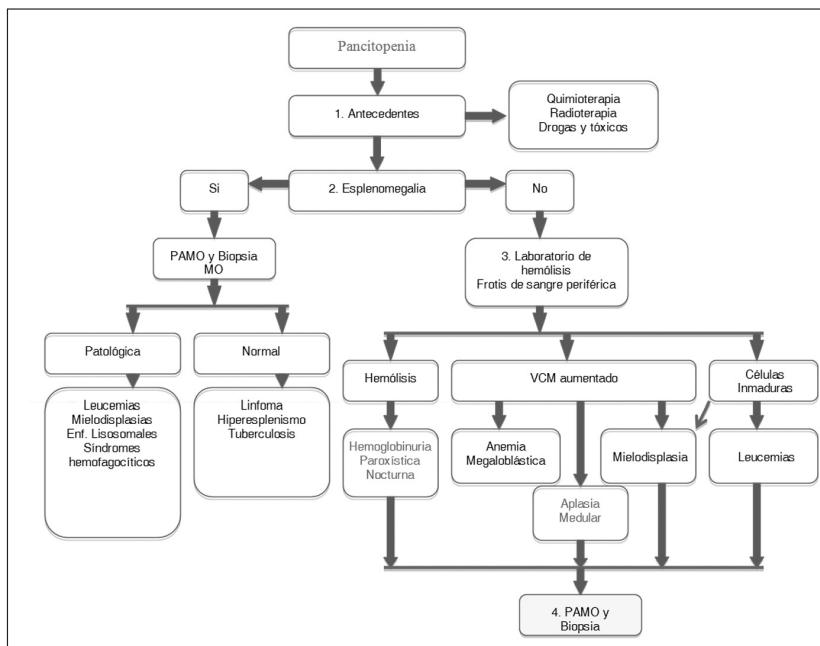 Pancitopenia
1. Antecedentes
Quimioterapia
Radioterapia
Drogas y tóxicos
Si
2. Esplenomegalia
No
PAMO y Biopsia
MO
3. Laboratorio de
hemólisis
Frotis de sangre periférica
Patológica
Normal
Hemólisis
VCM aumentado
Células
Inmaduras
Leucemias
Mielodisplasias
Enf. Lisosomales
Síndromes
hemofagocíticos
Linfoma
Hiperesplenismo
Tuberculosis
Hemoglobinuria
Paroxística
Nocturna
Anemia
Megaloblástica
Mielodisplasia
Leucemias
Aplasia
Medular
4. PAMO y
Biopsia